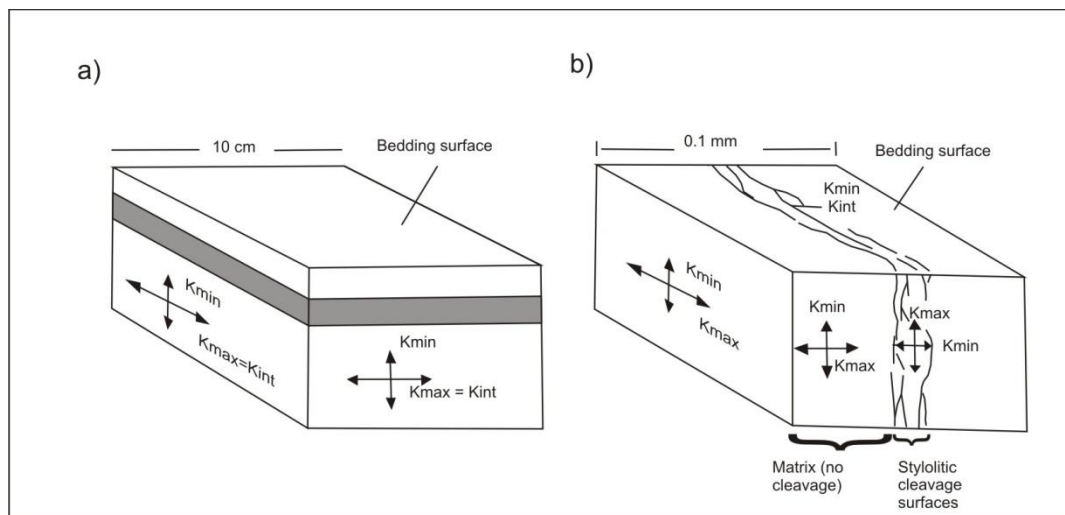 a)
10 cm
Bedding surface
Kmin
Kmax=Kint
Kmin
Kmax = Kint
b)
0.1 mm
Bedding surface
Kmin
Kint
Kmin
Kmax
Kmin
Kmax
Kmax
Kmin
Matrix (no
cleavage)
Stylolitic
cleavage
surfaces